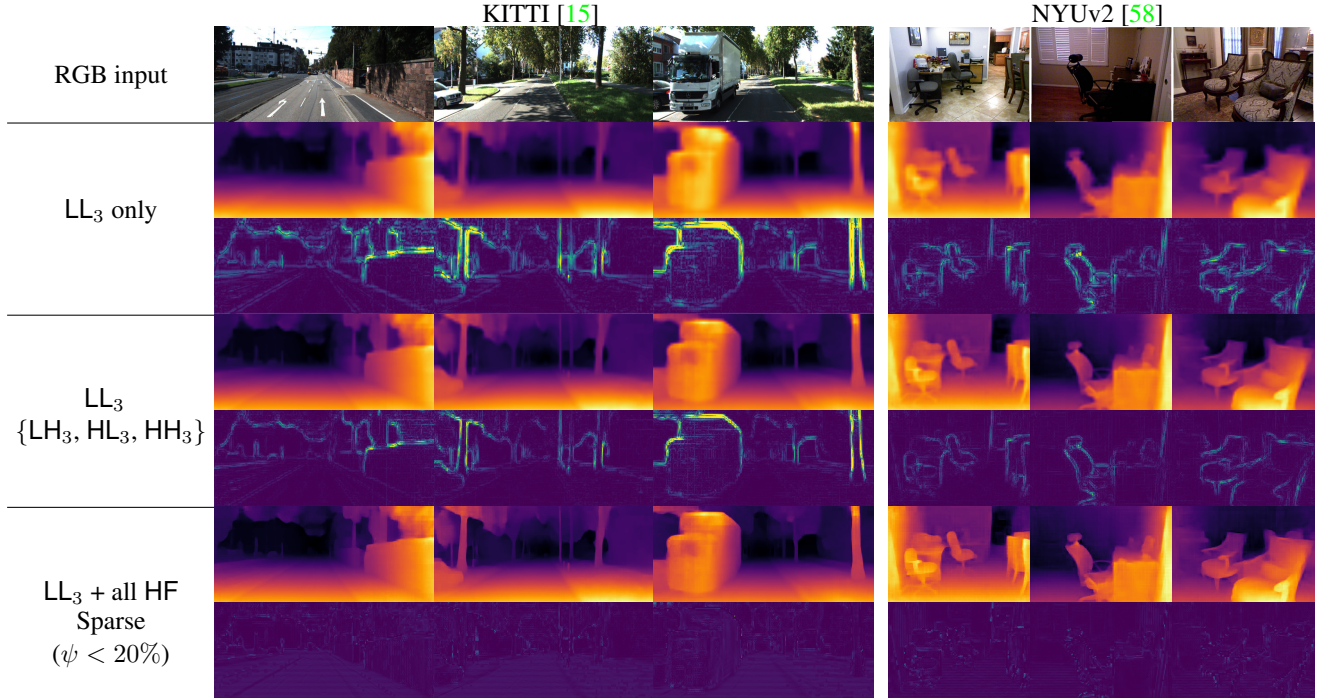 KITTI [15]
NYUv2 [58]
RGB input
LL₃ only
LL₃
{LH₃, HL₃, HH₃}
LL₃ + all HF
Sparse
(ψ < 20%)